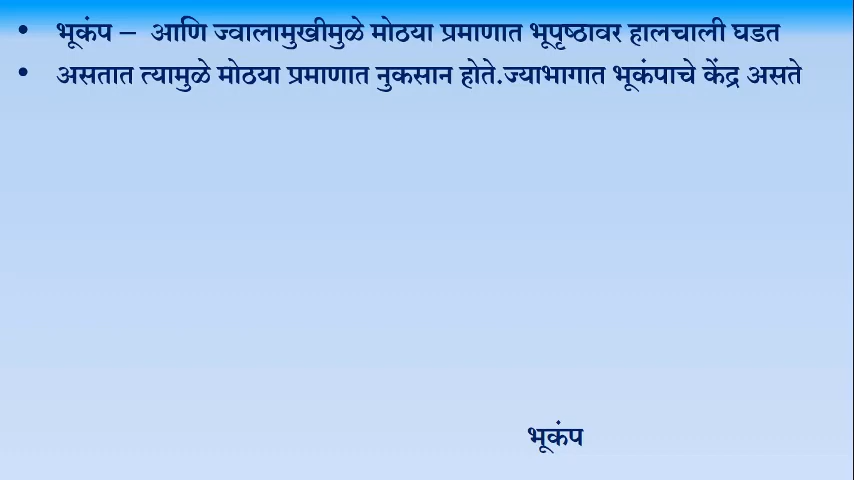 • भूकंप – आणि ज्वालामुखीमुळे मोठया प्रमाणात भूपृष्ठावर हालचाली घडत
• असतात त्यामुळे मोठया प्रमाणात नुकसान होते.ज्याभागात भूकंपाचे केंद्र असते
भूकंप